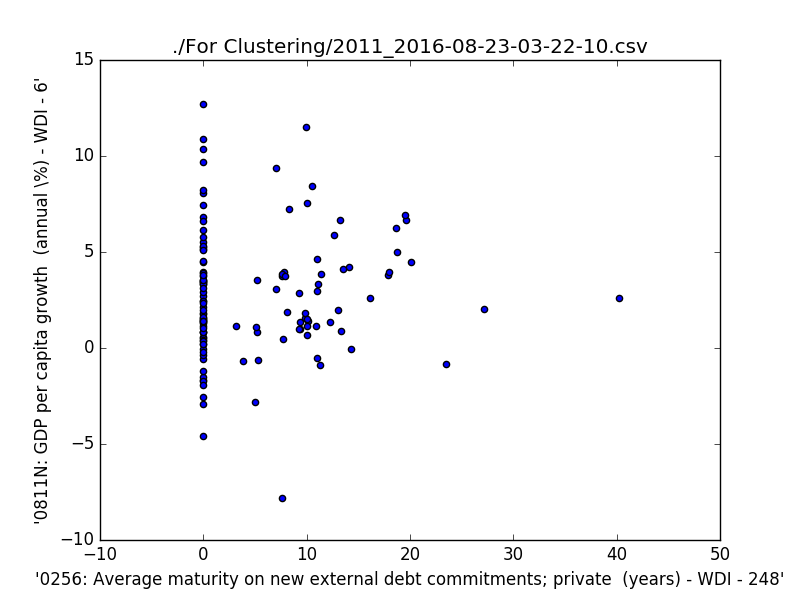 ./For Clustering/2011_2016-08-23-03-22-10.csv
15
10
5
0
−5
−10
'0811N: GDP per capita growth  (annual \%) - WDI - 6'
−10 0 10 20 30 40 50
'0256: Average maturity on new external debt commitments; private  (years) - WDI - 248'